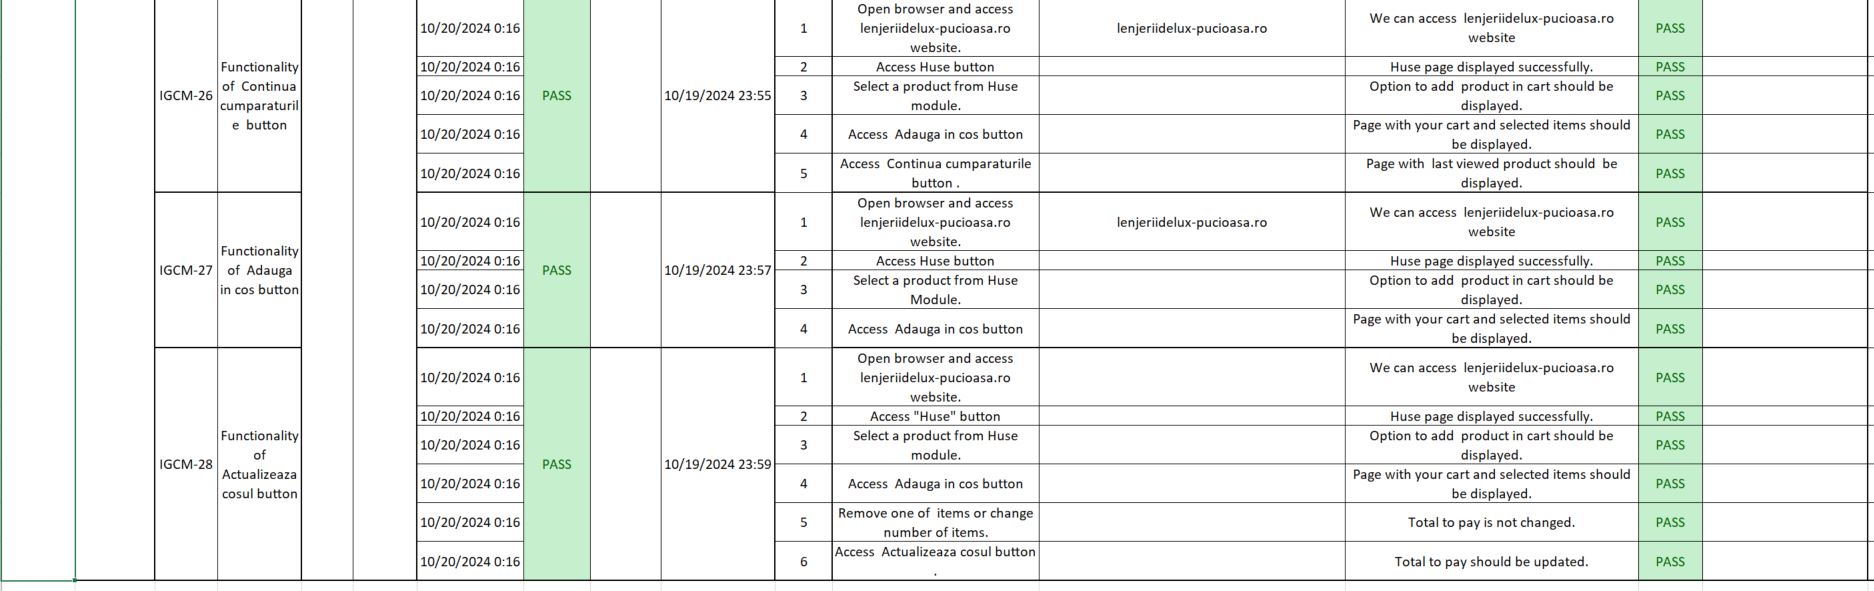 Open browser and access
10/20/2024 0:16 1 lenjeriidelux-pucioasa.ro lenjeriidelux-pucioasa.ro We can access lenjeriidelux-pucioasa.ro PASS
website. website
10/20/2024 0:16 2 Access Huse button Huse page displayed successfully. PASS
IGCM-26 Functionality
of Continua
cumparaturil
e button
PASS 10/19/2024 23:55
10/20/2024 0:16 3 Select a product from Huse Option to add product in cart should be PASS
module. displayed.
10/20/2024 0:16 4 Access Adauga in cos button Page with your cart and selected items should PASS
be displayed.
10/20/2024 0:16 5 Access Continua cumparaturile Page with last viewed product should be PASS
button . displayed.
Open browser and access
10/20/2024 0:16 1 lenjeriidelux-pucioasa.ro lenjeriidelux-pucioasa.ro We can access lenjeriidelux-pucioasa.ro PASS
website. website
IGCM-27 Functionality
of Adauga
in cos button
PASS 10/19/2024 23:57
10/20/2024 0:16 2 Access Huse button Huse page displayed successfully. PASS
10/20/2024 0:16 3 Select a product from Huse Option to add product in cart should be PASS
Module. displayed.
10/20/2024 0:16 4 Access Adauga in cos button Page with your cart and selected items should PASS
be displayed.
Open browser and access
10/20/2024 0:16 1 lenjeriidelux-pucioasa.ro We can access lenjeriidelux-pucioasa.ro PASS
website. website
10/20/2024 0:16 2 Access "Huse" button Huse page displayed successfully. PASS
IGCM-28 Functionality
of
Actualizeaza
cosul button
PASS 10/19/2024 23:59
10/20/2024 0:16 3 Select a product from Huse Option to add product in cart should be PASS
module. displayed.
10/20/2024 0:16 4 Access Adauga in cos button Page with your cart and selected items should PASS
be displayed.
10/20/2024 0:16 5 Remove one of items or change Total to pay is not changed. PASS
number of items.
10/20/2024 0:16 6 Access Actualizeaza cosul button Total to pay should be updated. PASS
.